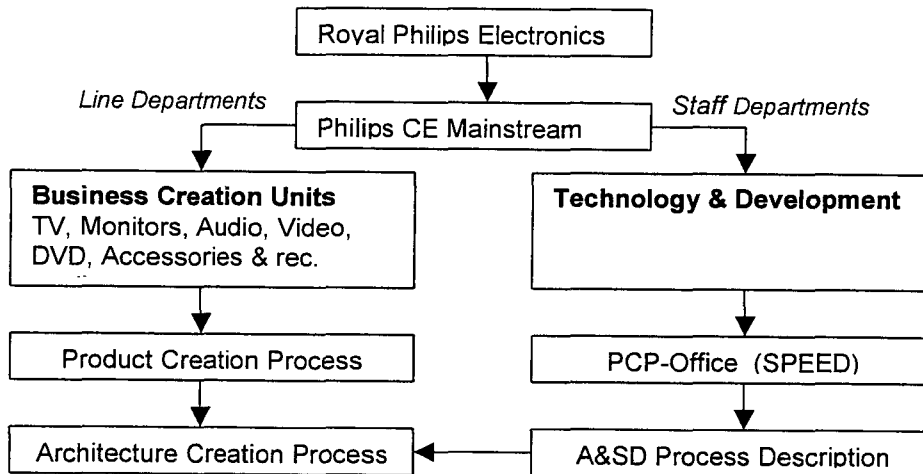 Royal Philips Electronics
Line Departments
Staff Departments
Philips CE Mainstream
Business Creation Units
TV, Monitors, Audio, Video,
DVD, Accessories & rec.
Technology & Development
Product Creation Process
PCP-Office (SPEED)
Architecture Creation Process
A&SD Process Description